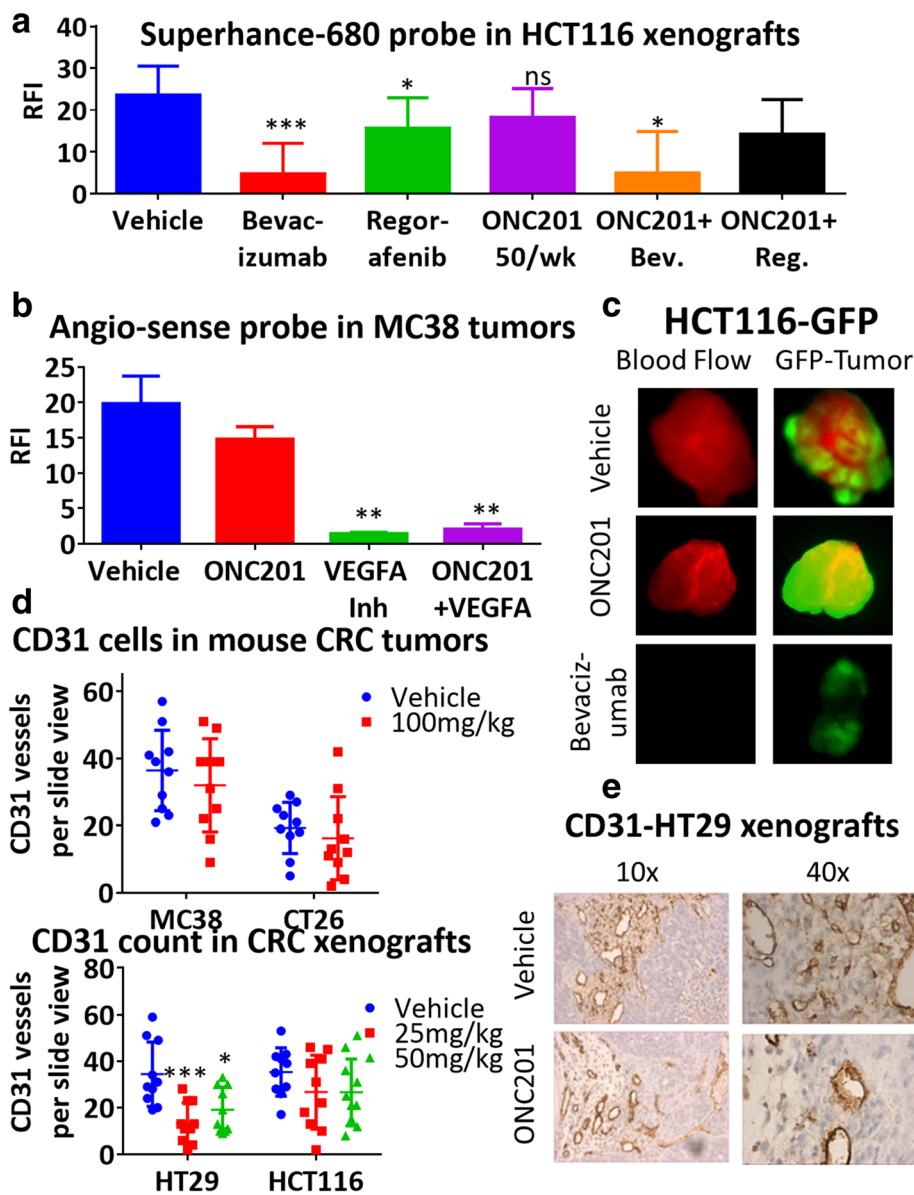 a
Superhance-680 probe in HCT116 xenografts
RFI
40
30
20
10
0
***
*
ns
*
Vehicle
Bevac-
izumab
Regor-
afenib
ONC201
50/wk
ONC201+
Bev.
ONC201+
Reg.
b
Angio-sense probe in MC38 tumors
RFI
25
20
15
10
5
0
**
**
Vehicle
ONC201
VEGFA
Inh
ONC201
+VEGFA
c
HCT116-GFP
Blood Flow
GFP-Tumor
Vehicle
ONC201
Bevaciz-
umab
d
CD31 cells in mouse CRC tumors
CD31 vessels
per slide view
60
40
20
0
Vehicle
100mg/kg
MC38
CT26
CD31 count in CRC xenografts
CD31 vessels
per slide view
80
60
40
20
0
***
*
Vehicle
25mg/kg
50mg/kg
HT29
HCT116
e
CD31-HT29 xenografts
10x
40x
Vehicle
ONC201